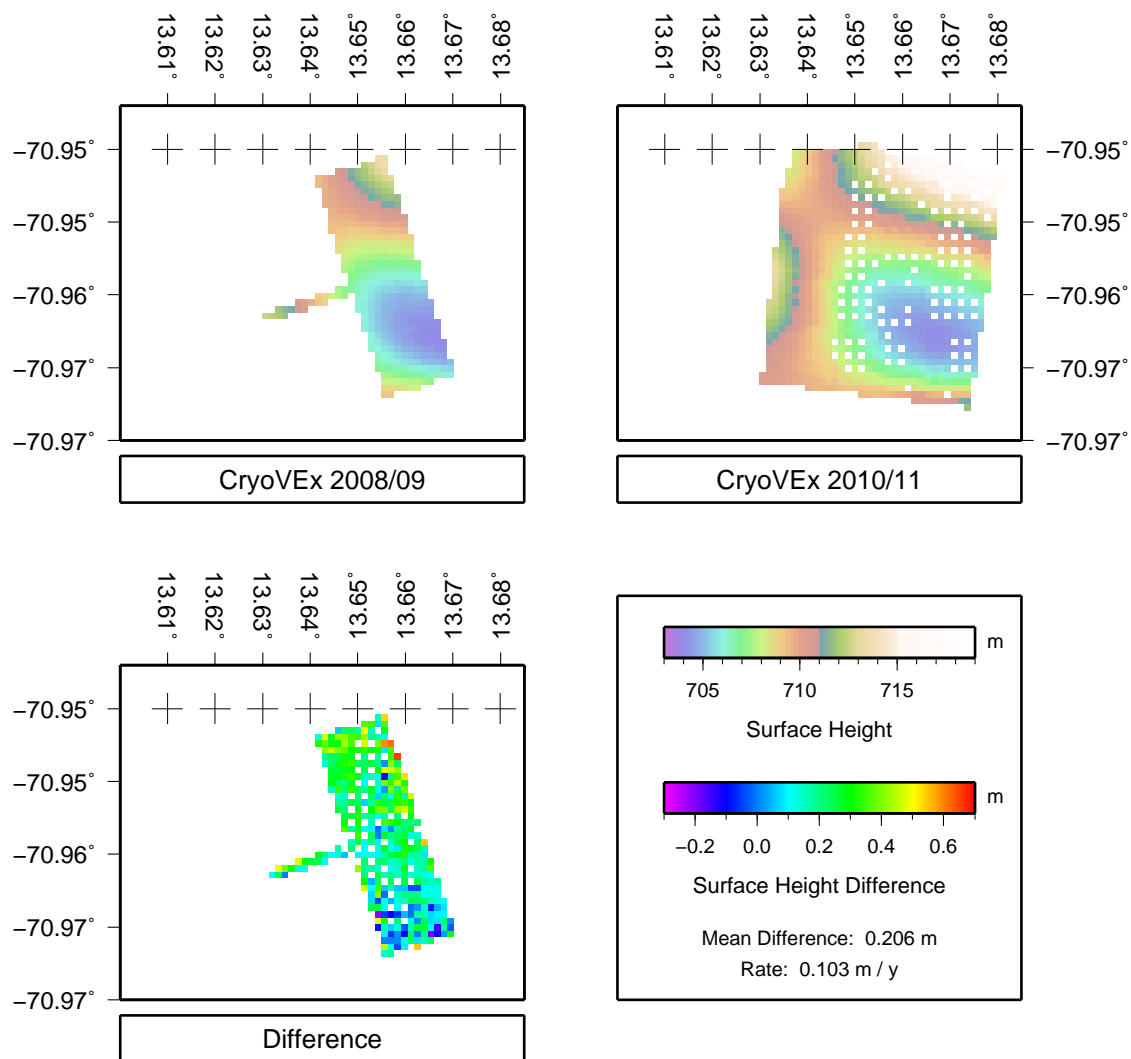 13.61° 13.62° 13.63° 13.64° 13.65° 13.66° 13.67° 13.68°
13.61° 13.62° 13.63° 13.64° 13.65° 13.66° 13.67° 13.68°
−70.95°
−70.95°
−70.96°
−70.97°
−70.97°
−70.95°
−70.95°
−70.96°
−70.97°
−70.97°
CryoVEx 2008/09
CryoVEx 2010/11
13.61° 13.62° 13.63° 13.64° 13.65° 13.66° 13.67° 13.68°
−70.95°
−70.95°
−70.96°
−70.97°
−70.97°
Difference
m
705 710 715
Surface Height
m
−0.2 0.0 0.2 0.4 0.6
Surface Height Difference
Mean Difference: 0.206 m
Rate: 0.103 m / y